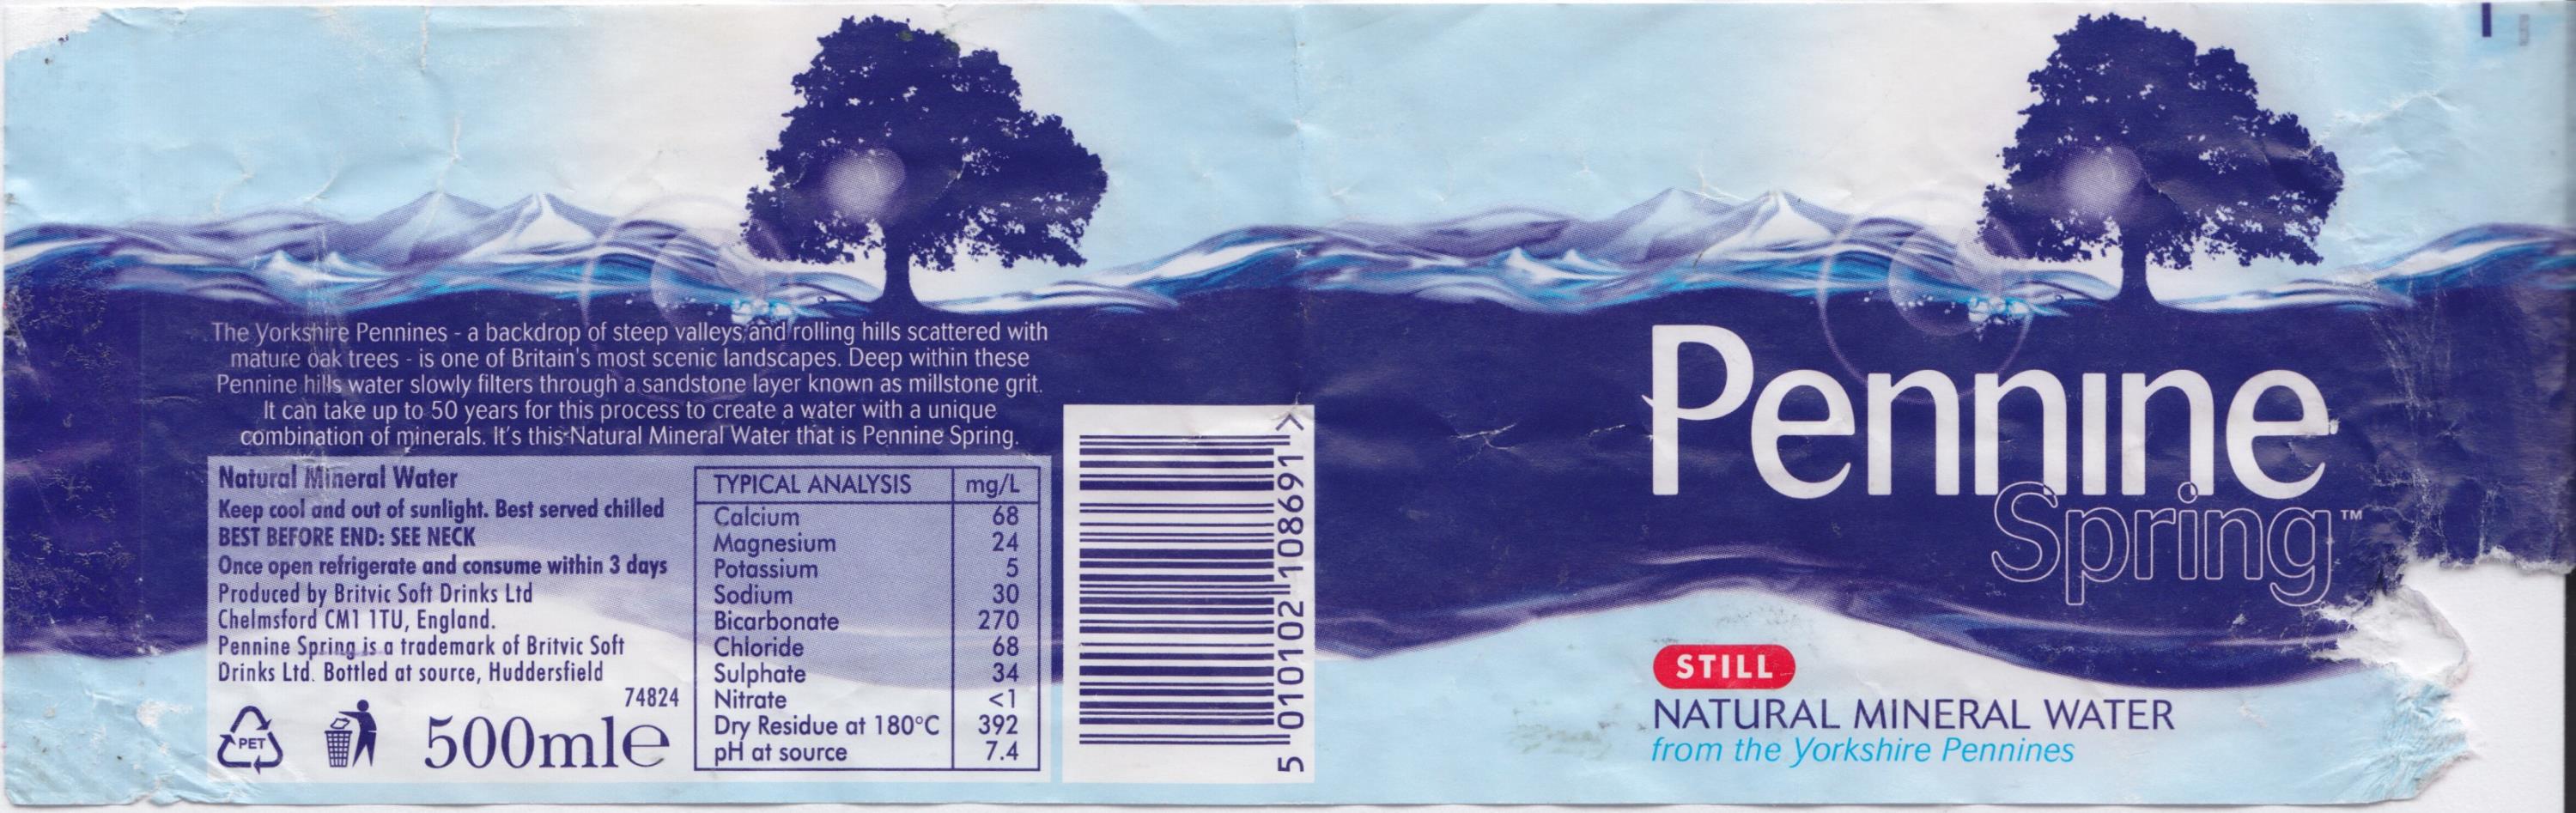 The Yorkshire Pennines - a backdrop of steep valleys and rolling hills scattered with
mature oak trees - is one of Britain's most scenic landscapes. Deep within these
Pennine hills water slowly filters through a sandstone layer known as millstone grit.
It can take up to 50 years for this process to create a water with a unique
combination of minerals. It's this Natural Mineral Water that is Pennine Spring.
Natural Mineral Water
Keep cool and out of sunlight. Best served chilled
BEST BEFORE END: SEE NECK
Once open refrigerate and consume within 3 days
Produced by Britvic Soft Drinks Ltd
Chelmsford CM1 1TU, England.
Pennine Spring is a trademark of Britvic Soft
Drinks Ltd. Bottled at source, Huddersfield
74824
PET
500ml℮
TYPICAL ANALYSIS mg/L
Calcium 68
Magnesium 24
Potassium 5
Sodium 30
Bicarbonate 270
Chloride 68
Sulphate 34
Nitrate <1
Dry Residue at 180°C 392
pH at source 7.4
5 010102 108691 >
Pennine
Spring™
STILL
NATURAL MINERAL WATER
from the Yorkshire Pennines